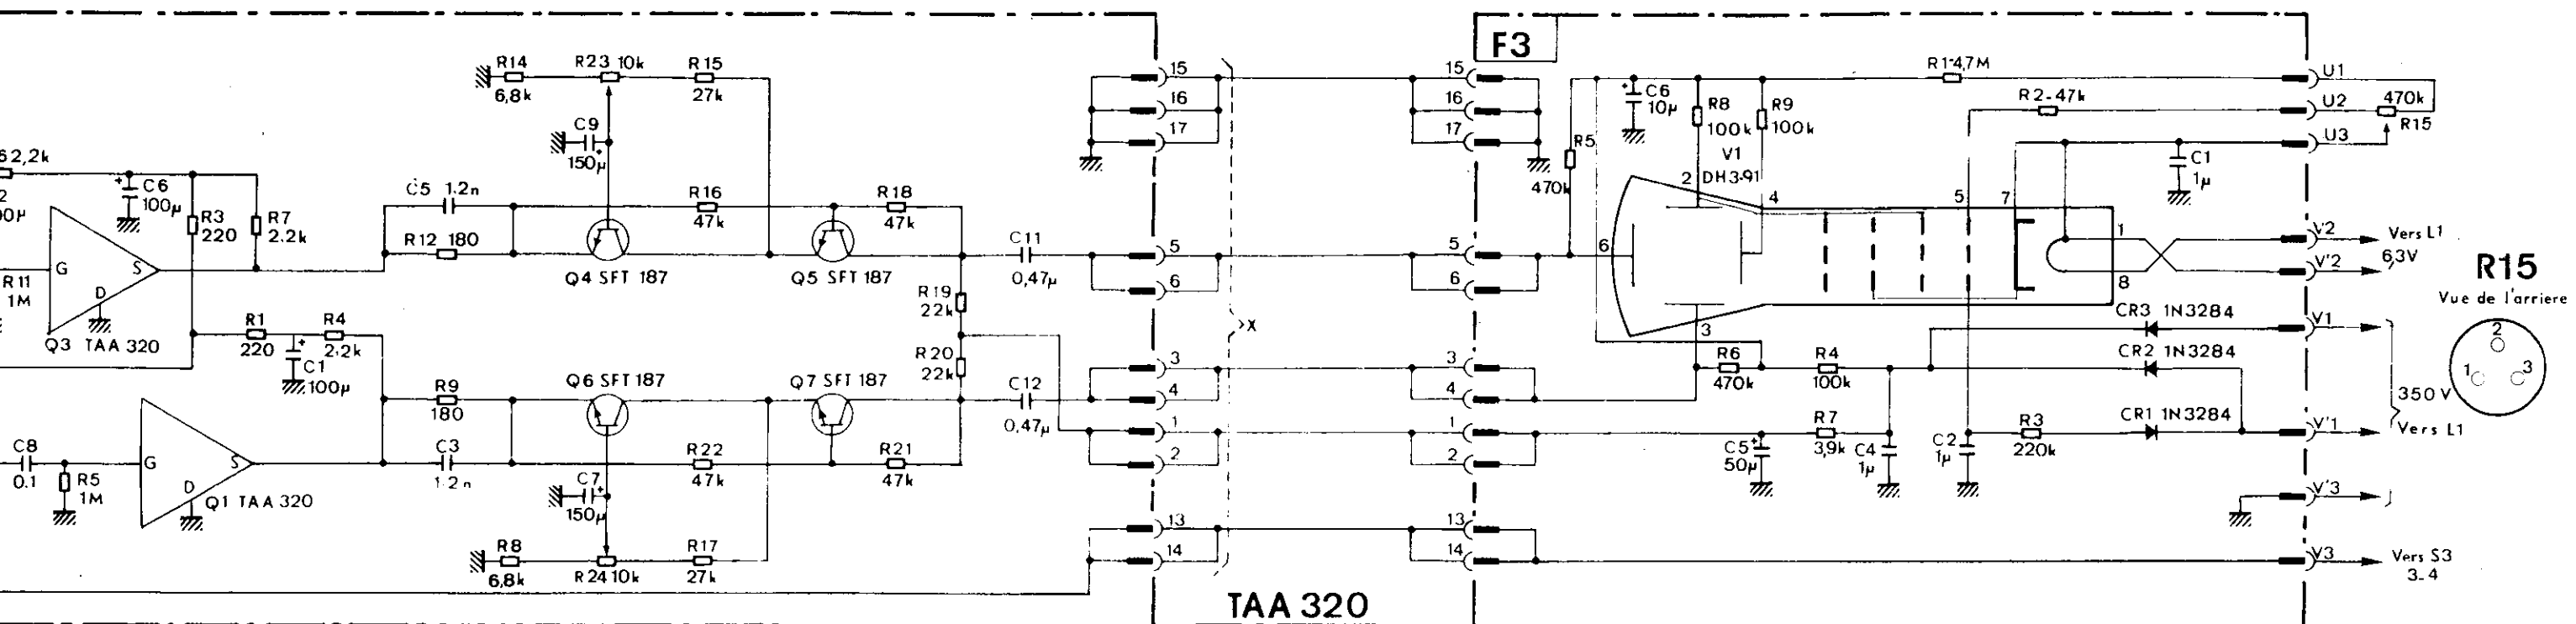 R14
6,8k
R23 10k
R15
27k
C9
150µ
2,2k
C6
100µ
R3
220
R7
2.2k
C5 1.2n
R12 180
R16
47k
R18
47k
Q4 SFT 187
Q5 SFT 187
C11
0,47µ
R11
1M
G
S
D
Q3 TAA 320
R1
220
R4
2.2k
C1
100µ
R19
22k
R20
22k
R9
180
Q6 SFT 187
Q7 SFT 187
C12
0,47µ
C8
0.1
R5
1M
G
S
D
Q1 TAA 320
C3
1.2n
R22
47k
R21
47k
C7
150µ
R8
6,8k
R24 10k
R17
27k
15
16
17
5
6
3
4
1
2
13
14
X
TAA 320
F3
15
16
17
5
6
3
4
1
2
13
14
R5
470k
C6
10µ
R8
100k
R9
100k
V1
DH3-91
R1-4,7M
R2-47k
U1
U2
U3
470k
R15
C1
1µ
2
4
5
7
6
3
1
8
V2
V'2
Vers L1
6,3V
R6
470k
R4
100k
CR3 1N3284
CR2 1N3284
CR1 1N3284
C5
50µ
R7
3,9k
C4
1µ
C2
1µ
R3
220k
V1
V'1
350 V
Vers L1
V'3
V3
Vers S3
3-4
R15
Vue de l'arriere
2
1
3